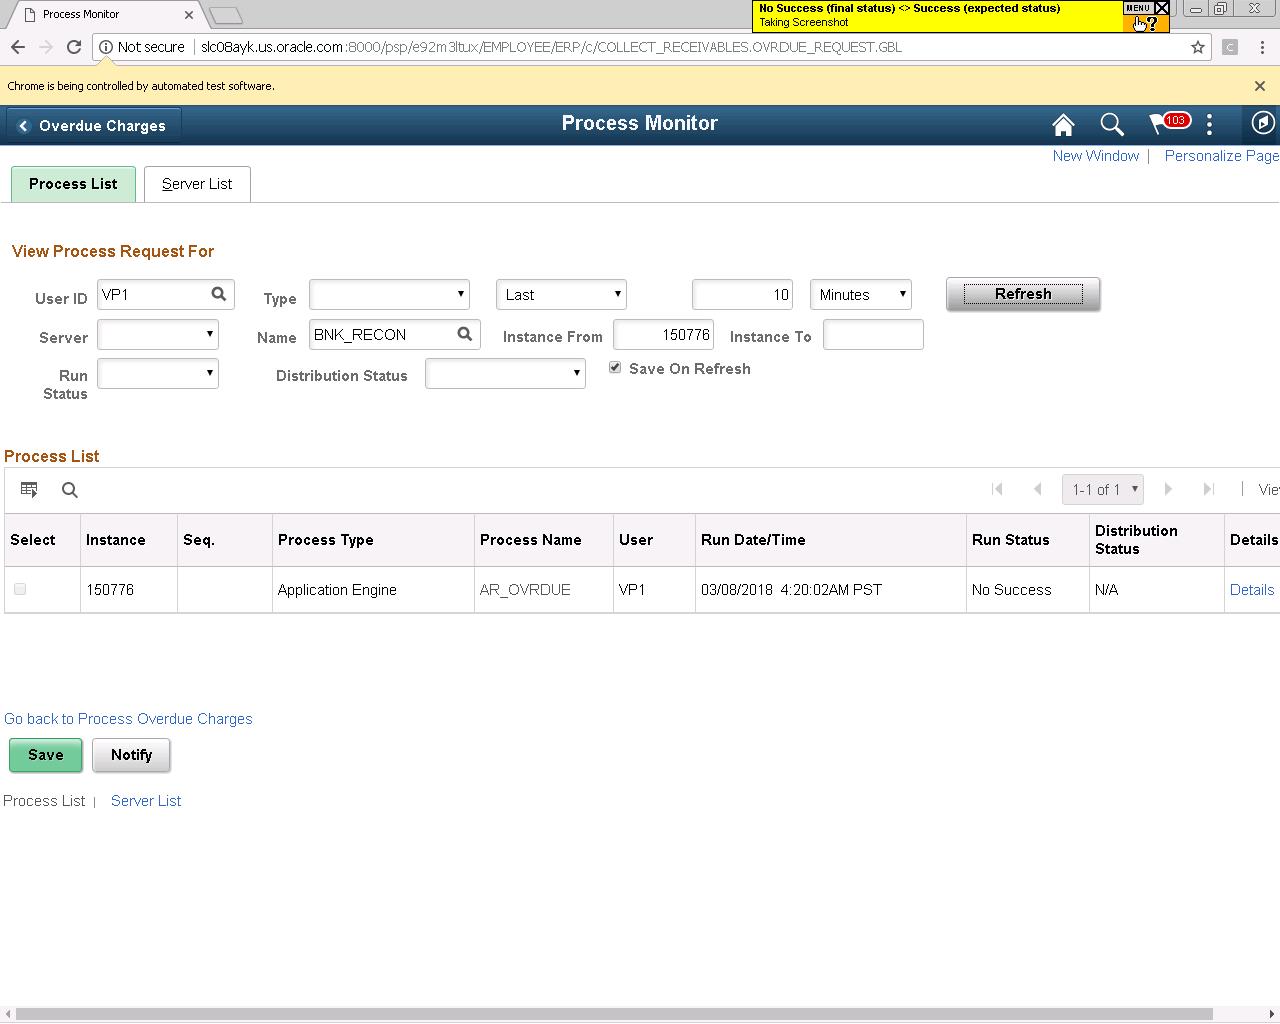 Process Monitor
No Success (final status) <> Success (expected status)
Taking Screenshot
MENU
?
Not secure | slc08ayk.us.oracle.com:8000/psp/e92m3ltux/EMPLOYEE/ERP/c/COLLECT_RECEIVABLES.OVRDUE_REQUEST.GBL
C
Chrome is being controlled by automated test software.
Overdue Charges
Process Monitor
103
New Window | Personalize Page
Process List
Server List
View Process Request For
User ID VP1 Type Last 10 Minutes Refresh
Server Name BNK_RECON Instance From 150776 Instance To
Run Status Distribution Status Save On Refresh
Process List
1-1 of 1 | Vie
Select Instance Seq. Process Type Process Name User Run Date/Time Run Status Distribution Status Details
150776 Application Engine AR_OVRDUE VP1 03/08/2018 4:20:02AM PST No Success N/A Details
Go back to Process Overdue Charges
Save Notify
Process List | Server List